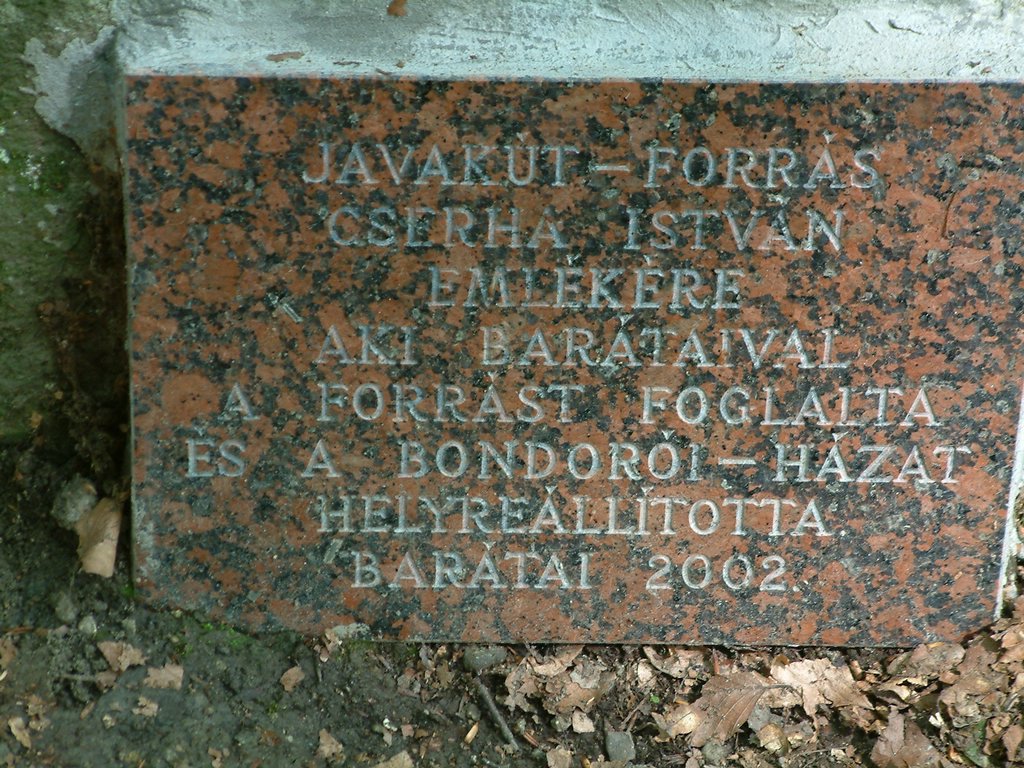 JAVAKÚT-FORRÁS
CSERHA ISTVÁN
EMLÉKÉRE
AKI BARÁTAIVAL
A FORRÁST FOGLALTA
ÉS A BONDORÓI-HÁZAT
HELYREÁLLÍTOTTA.
BARÁTAI 2002.